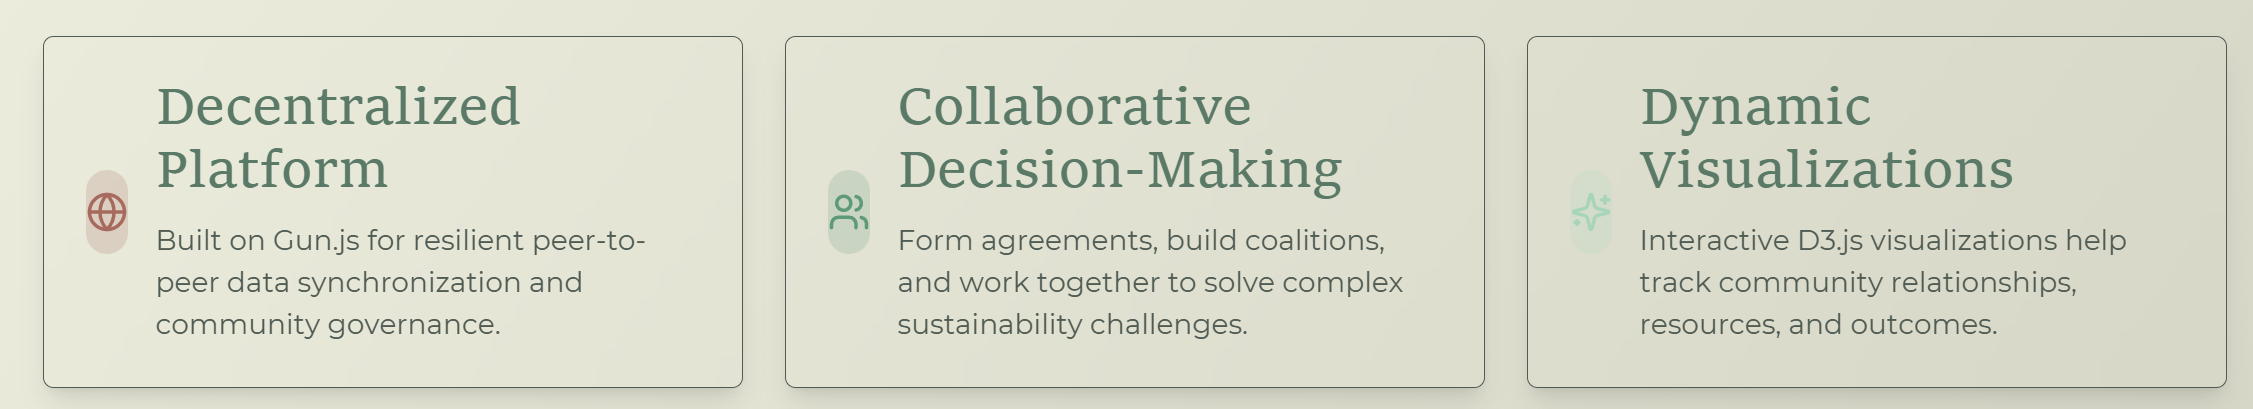 Decentralized
Platform
Built on Gun.js for resilient peer-to-
peer data synchronization and
community governance.
Collaborative
Decision-Making
Form agreements, build coalitions,
and work together to solve complex
sustainability challenges.
Dynamic
Visualizations
Interactive D3.js visualizations help
track community relationships,
resources, and outcomes.